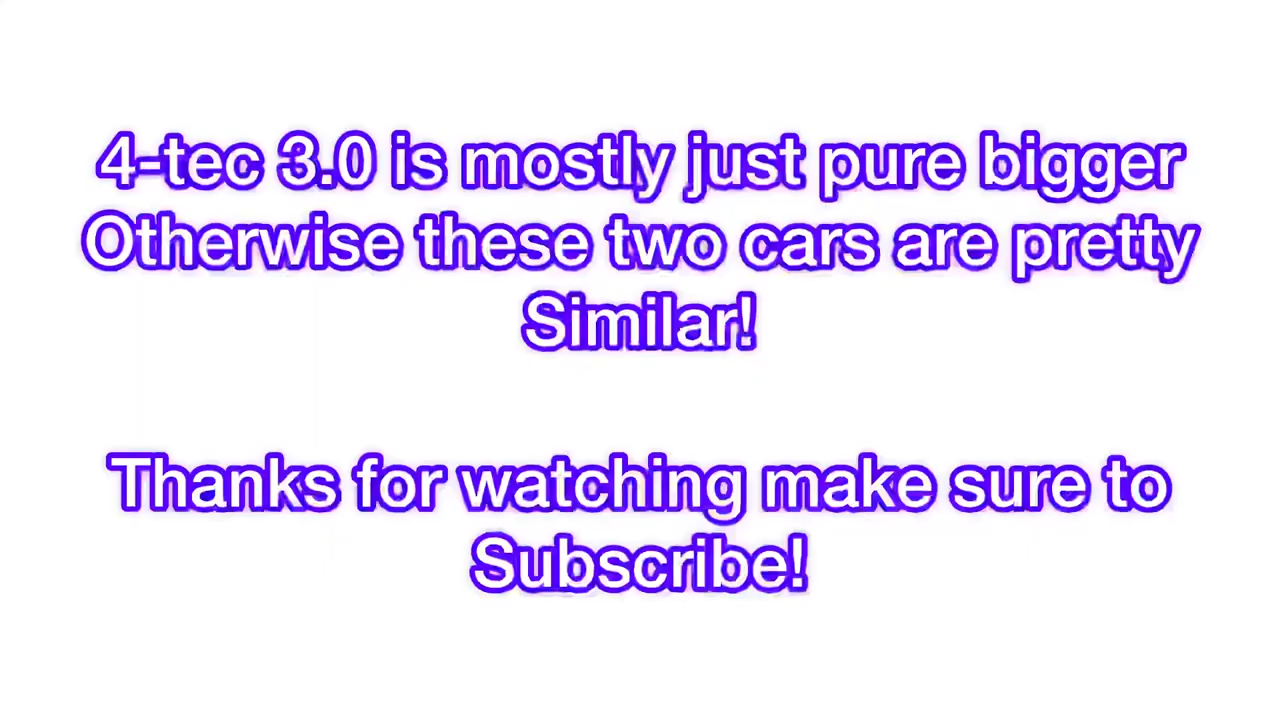 4-tec 3.0 is mostly just pure bigger
Otherwise these two cars are pretty
Similar!
Thanks for watching make sure to
Subscribe!